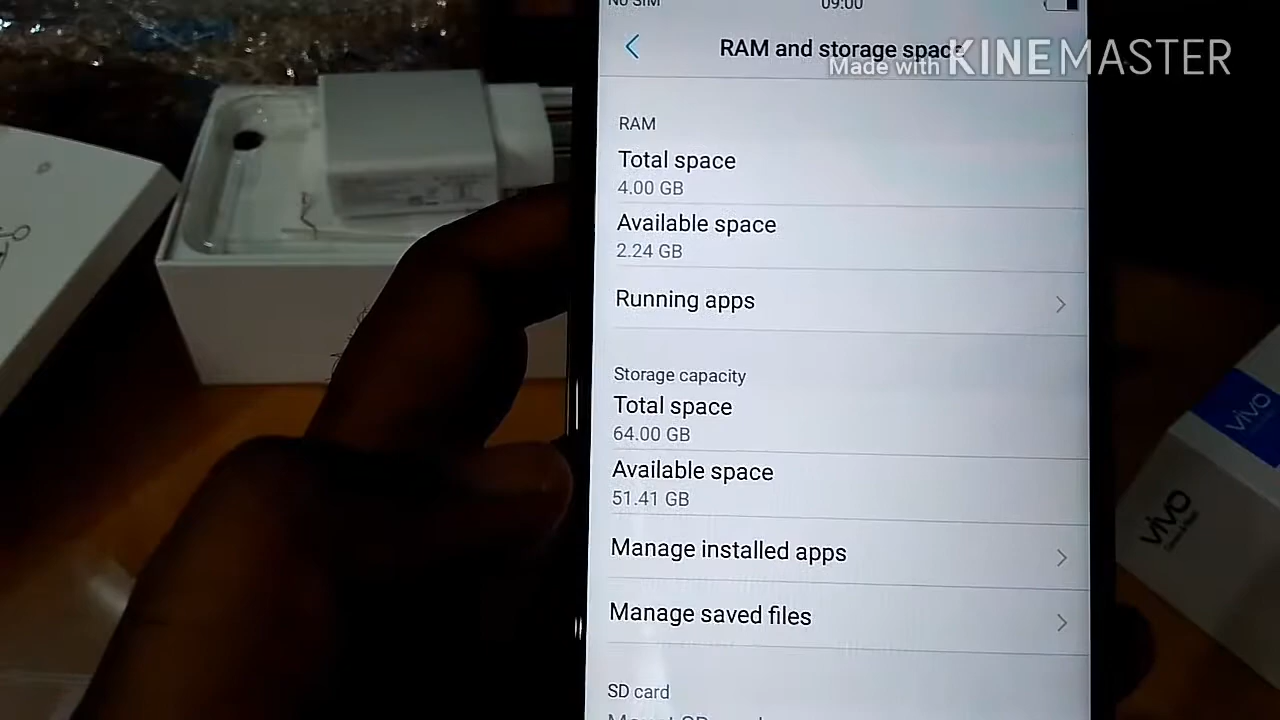 No SIM
09:00
RAM and storage space
Made with KINEMASTER
RAM
Total space
4.00 GB
Available space
2.24 GB
Running apps
Storage capacity
Total space
64.00 GB
Available space
51.41 GB
Manage installed apps
Manage saved files
SD card
vivo
vivo